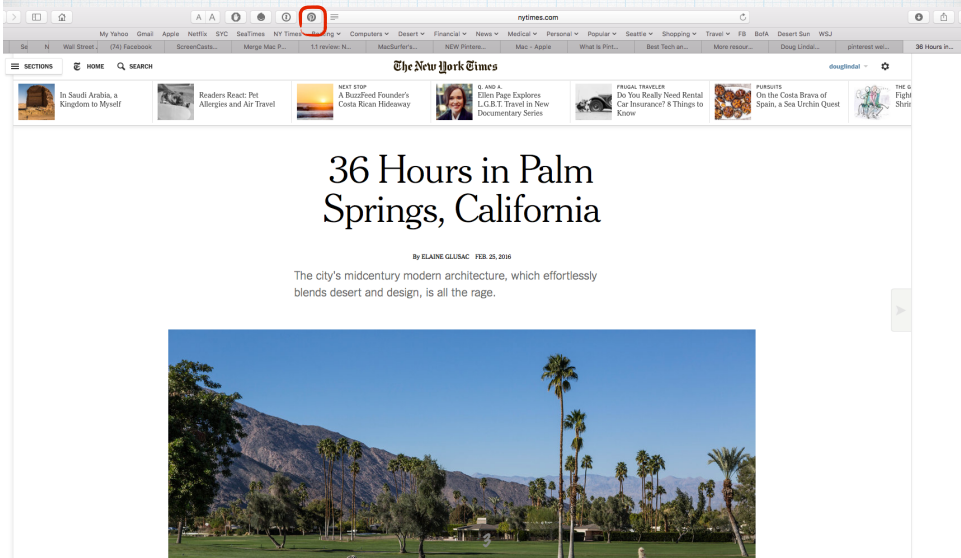 A A
nytimes.com
My Yahoo Gmail Apple Netflix SYC SeaTimes NY Times Reading Computers Desert Financial News Medical Personal Popular Seattle Shopping Travel FB BofA Desert Sun WSJ
Se N Wall Street J (74) Facebook ScreenCasts... Merge Mac P... 1.1 review: N... MacSurfer's... NEW Pintere... Mac - Apple What Is Pint... Best Tech an... More resour... Doug Lindal... pinterest wel... 36 Hours in...
SECTIONS HOME SEARCH The New York Times douglindal
In Saudi Arabia, a
Kingdom to Myself
Readers React: Pet
Allergies and Air Travel
NEXT STOP
A BuzzFeed Founder's
Costa Rican Hideaway
Q. AND A.
Ellen Page Explores
L.G.B.T. Travel in New
Documentary Series
FRUGAL TRAVELER
Do You Really Need Rental
Car Insurance? 8 Things to
Know
PURSUITS
On the Costa Brava of
Spain, a Sea Urchin Quest
THE G
Fight
Shrin
36 Hours in Palm
Springs, California
By ELAINE GLUSAC FEB. 25, 2016
The city's midcentury modern architecture, which effortlessly
blends desert and design, is all the rage.